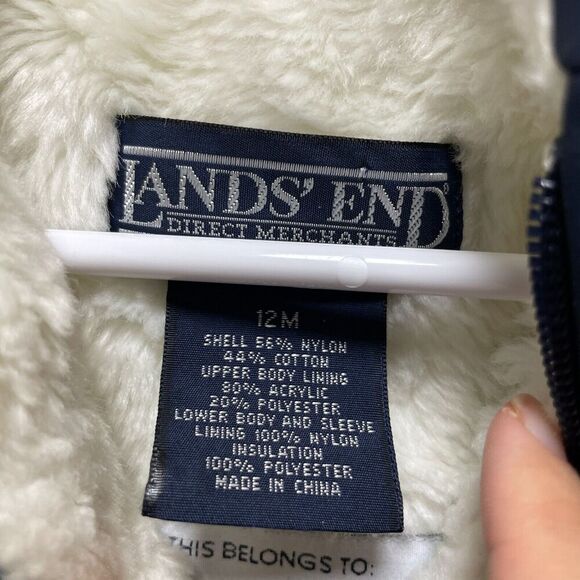 LANDS' END
DIRECT MERCHANTS
12M
SHELL 56% NYLON
44% COTTON
UPPER BODY LINING
80% ACRYLIC
20% POLYESTER
LOWER BODY AND SLEEVE
LINING 100% NYLON
INSULATION
100% POLYESTER
MADE IN CHINA
THIS BELONGS TO: